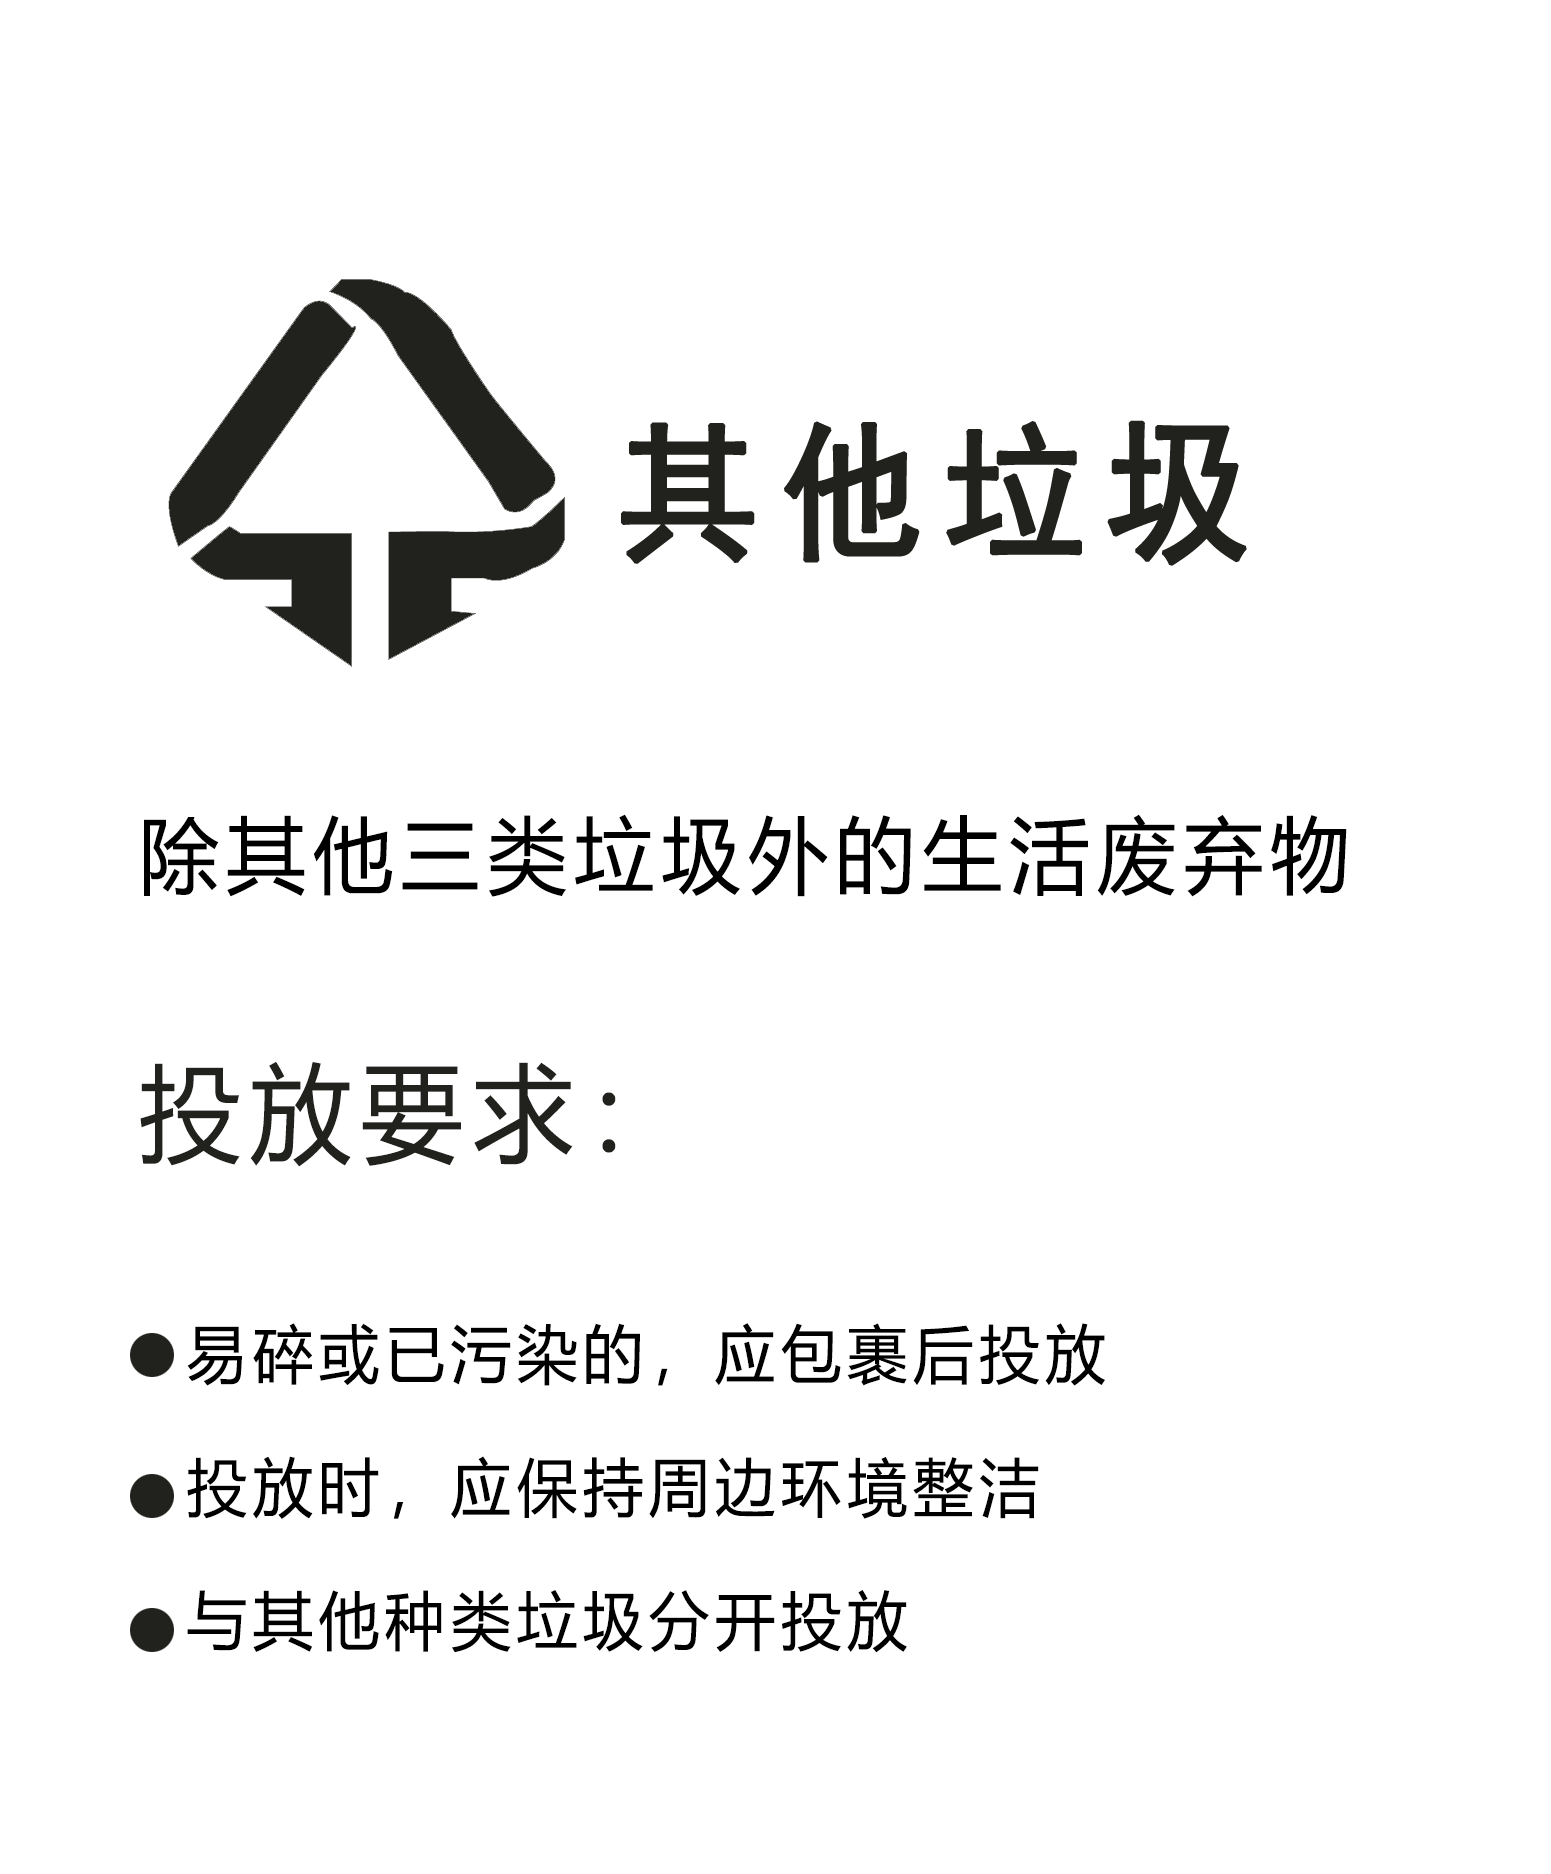 其他垃圾
除其他三类垃圾外的生活废弃物
投放要求：
●易碎或已污染的，应包裹后投放
●投放时，应保持周边环境整洁
●与其他种类垃圾分开投放